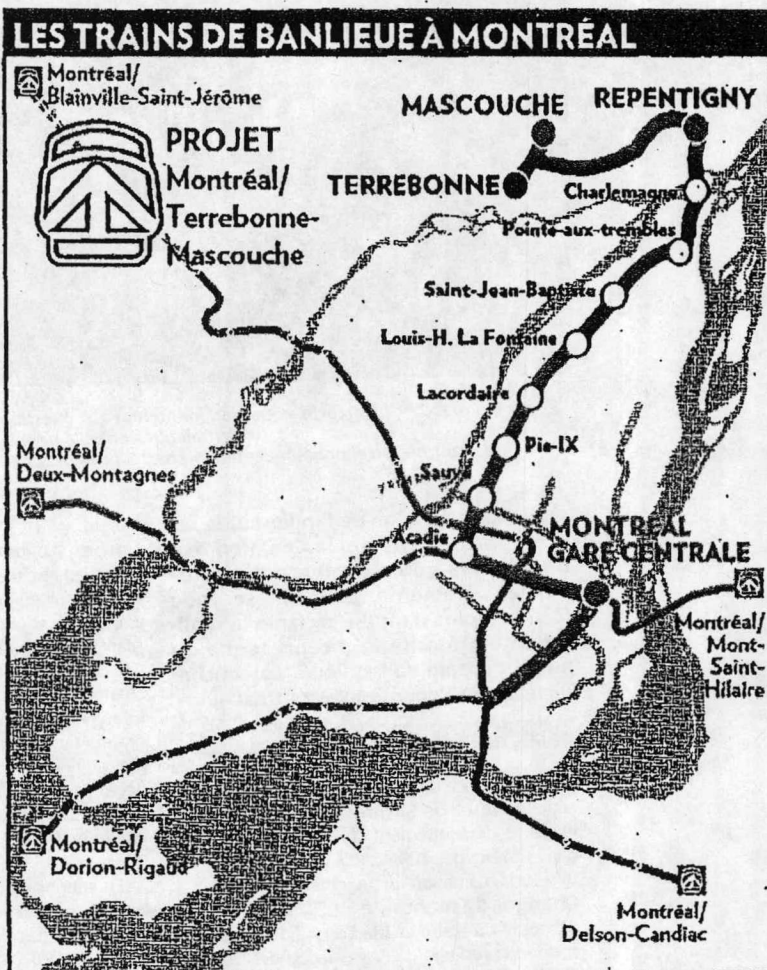 LES TRAINS DE BANLIEUE À MONTRÉAL
Montréal/
Blainville-Saint-Jérôme
PROJET
Montréal/
Terrebonne-
Mascouche
MASCOUCHE
REPENTIGNY
TERREBONNE
Charlemagne
Pointe-aux-trembles
Saint-Jean-Baptiste
Louis-H. La Fontaine
Lacordaire
Pie-IX
Sauvé
Acadie
Montréal/
Deux-Montagnes
MONTRÉAL
GARE CENTRALE
Montréal/
Mont-
Saint-
Hilaire
Montréal/
Dorion-Rigaud
Montréal/
Delson-Candiac